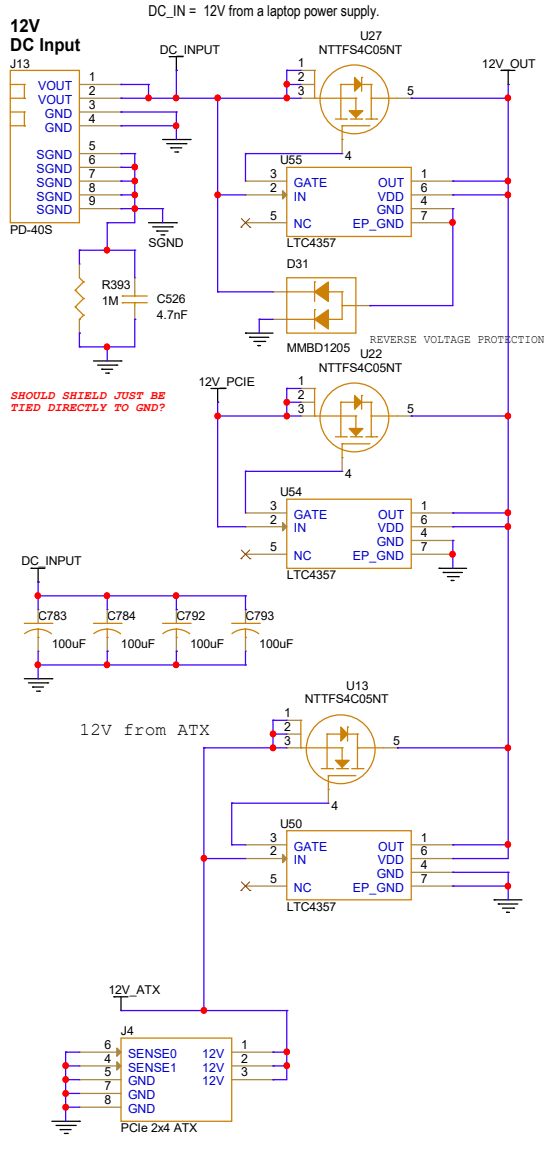 DC_IN = 12V from a laptop power supply.
12V
DC Input
J13
VOUT 1
VOUT 2
GND 3
GND 4
SGND 5
SGND 6
SGND 7
SGND 8
SGND 9
PD-40S
DC_INPUT
SGND
R393
1M
C526
4.7nF
SHOULD SHIELD JUST BE
TIED DIRECTLY TO GND?
U27
NTTFS4C05NT
1
2
3
5
4
12V_OUT
U55
3 GATE OUT 1
2 IN VDD 6
GND 4
5 NC EP_GND 7
LTC4357
D31
MMBD1205
REVERSE VOLTAGE PROTECTION
U22
NTTFS4C05NT
12V_PCIE
1
2
3
5
4
U54
3 GATE OUT 1
2 IN VDD 6
GND 4
5 NC EP_GND 7
LTC4357
DC_INPUT
C783 C784 C792 C793
100uF 100uF 100uF 100uF
12V from ATX
U13
NTTFS4C05NT
1
2
3
5
4
U50
3 GATE OUT 1
2 IN VDD 6
GND 4
5 NC EP_GND 7
LTC4357
12V_ATX
J4
6 SENSE0 12V 1
4 SENSE1 12V 2
5 GND 12V 3
7 GND
8 GND
PCIe 2x4 ATX